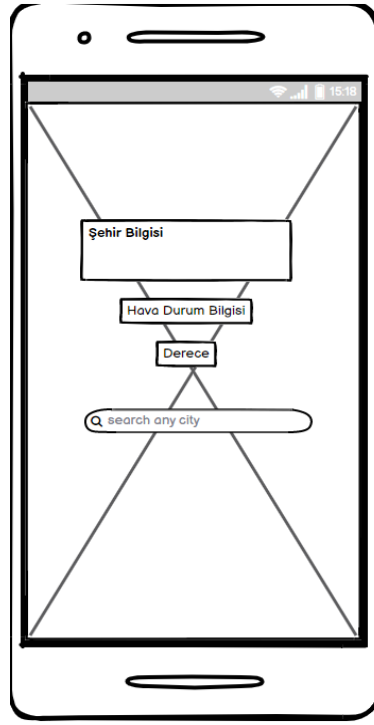 15:18
Şehir Bilgisi
Hava Durum Bilgisi
Derece
search any city